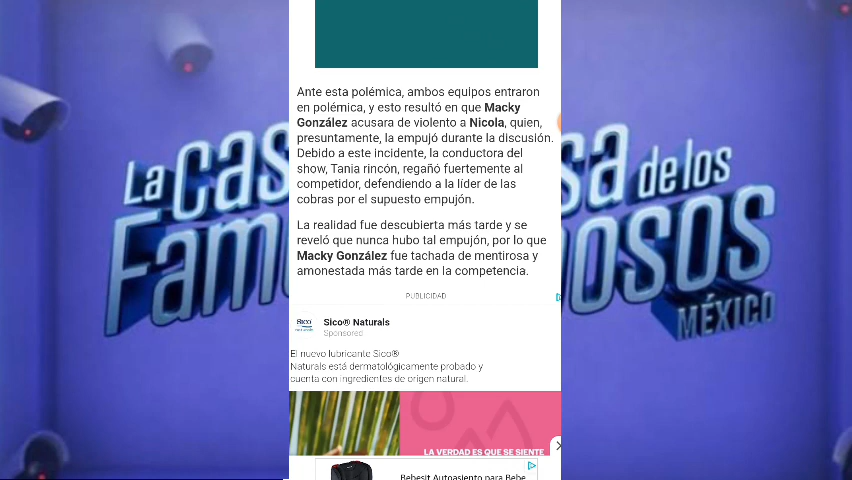 La casa de los
Famosos
MÉXICO
Ante esta polémica, ambos equipos entraron
en polémica, y esto resultó en que Macky
González acusara de violento a Nicola, quien,
presuntamente, la empujó durante la discusión.
Debido a este incidente, la conductora del
show, Tania rincón, regañó fuertemente al
competidor, defendiendo a la líder de las
cobras por el supuesto empujón.
La realidad fue descubierta más tarde y se
reveló que nunca hubo tal empujón, por lo que
Macky González fue tachada de mentirosa y
amonestada más tarde en la competencia.
PUBLICIDAD
Sico
Sico® Naturals
Sponsored
El nuevo lubricante Sico®
Naturals está dermatológicamente probado y
cuenta con ingredientes de origen natural.
LA VERDAD ES QUE SE SIENTE
Bebesit Autoasiento para Bebe